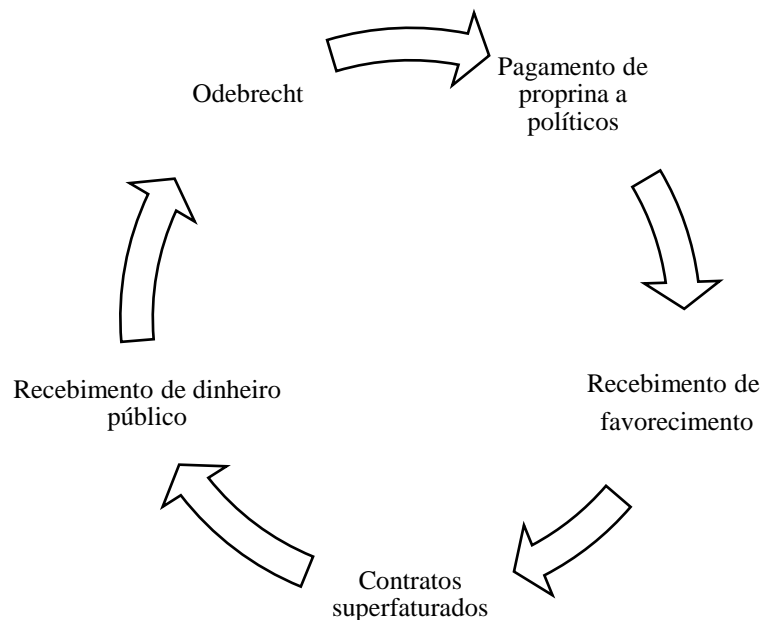 Odebrecht
Pagamento de
proprina a
políticos
Recebimento de
favorecimento
Contratos
superfaturados
Recebimento de dinheiro
público